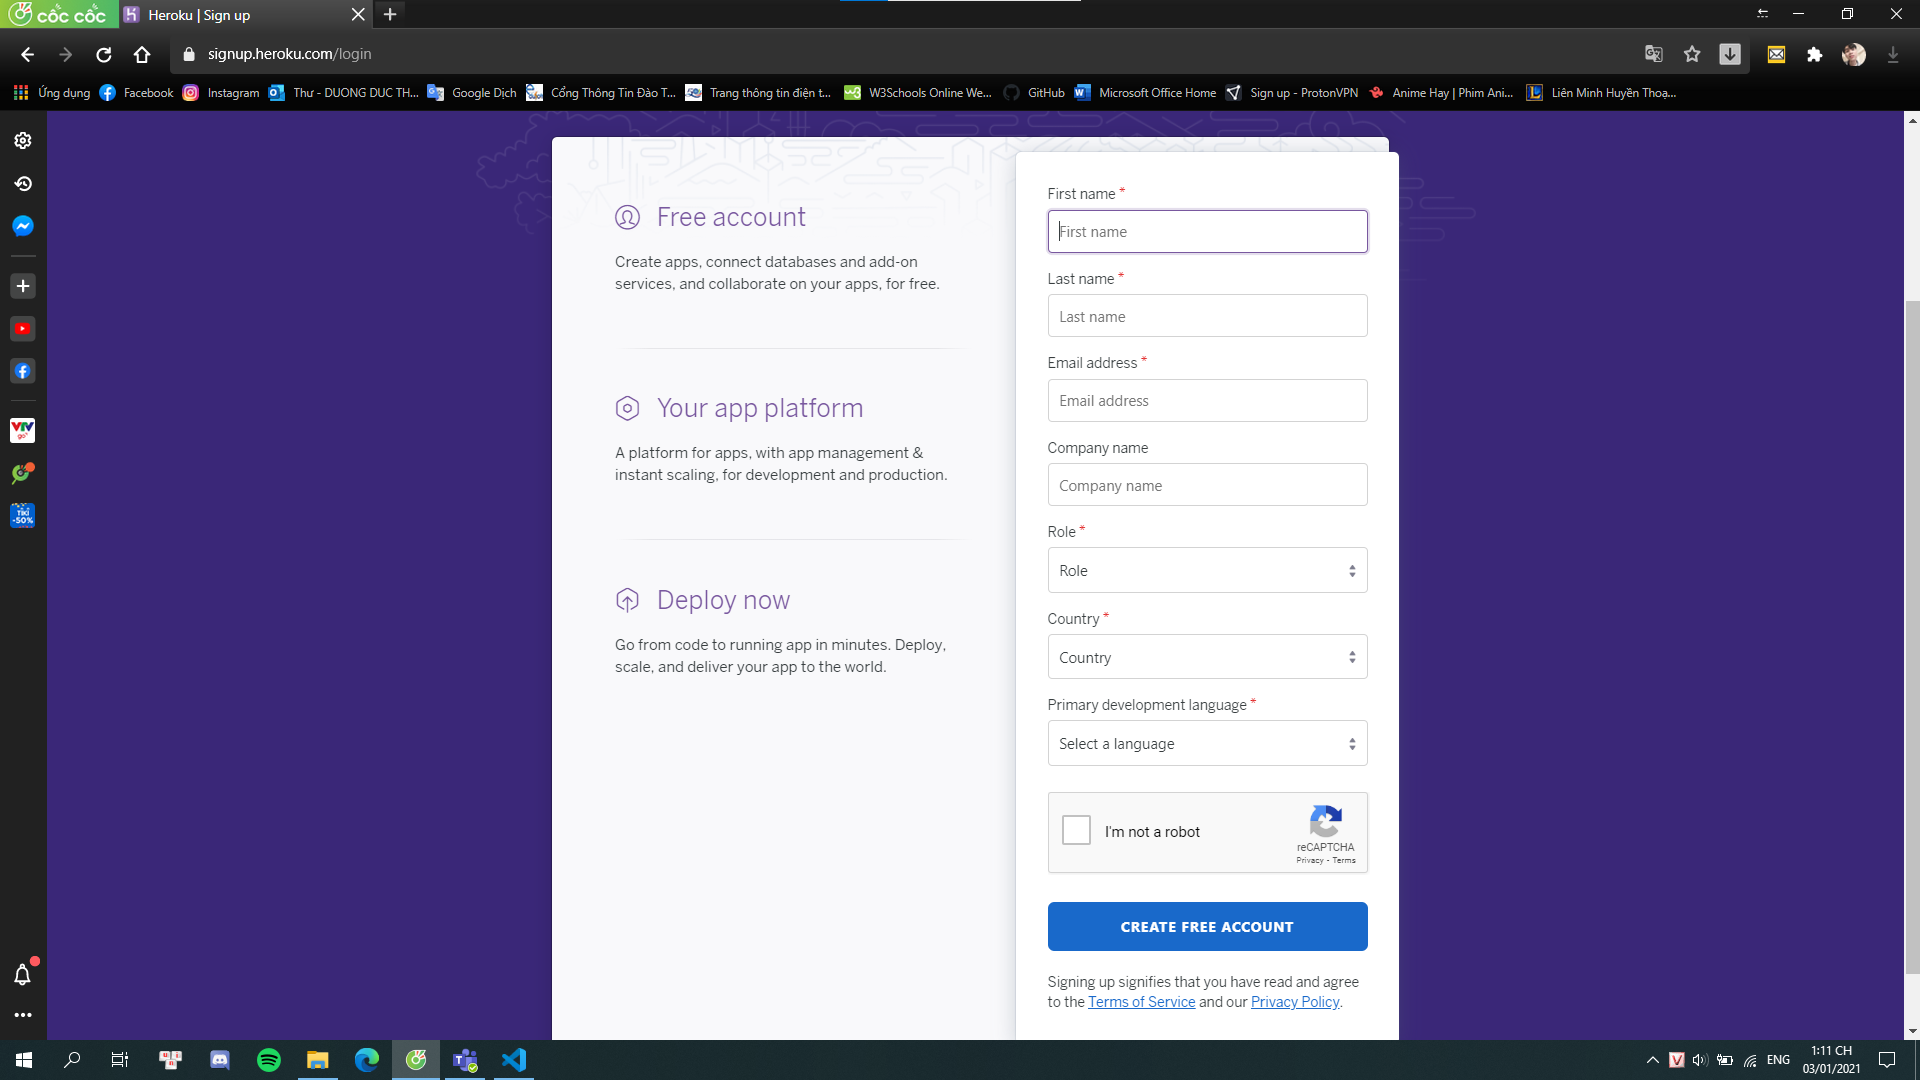 cốc cốc
Heroku | Sign up
signup.heroku.com/login
Ứng dụng
Facebook
Instagram
Thư - DUONG DUC TH...
Google Dịch
Cổng Thông Tin Đào T...
Trang thông tin điện t...
W3Schools Online We...
GitHub
Microsoft Office Home
Sign up - ProtonVPN
Anime Hay | Phim Ani...
Liên Minh Huyền Thoạ...
Free account
Create apps, connect databases and add-on
services, and collaborate on your apps, for free.
Your app platform
A platform for apps, with app management &
instant scaling, for development and production.
Deploy now
Go from code to running app in minutes. Deploy,
scale, and deliver your app to the world.
First name *
First name
Last name *
Last name
Email address *
Email address
Company name
Company name
Role *
Role
Country *
Country
Primary development language *
Select a language
I'm not a robot
reCAPTCHA
Privacy - Terms
CREATE FREE ACCOUNT
Signing up signifies that you have read and agree
to the Terms of Service and our Privacy Policy.
VTV
go
TIKI
-50%
ENG
1:11 CH
03/01/2021